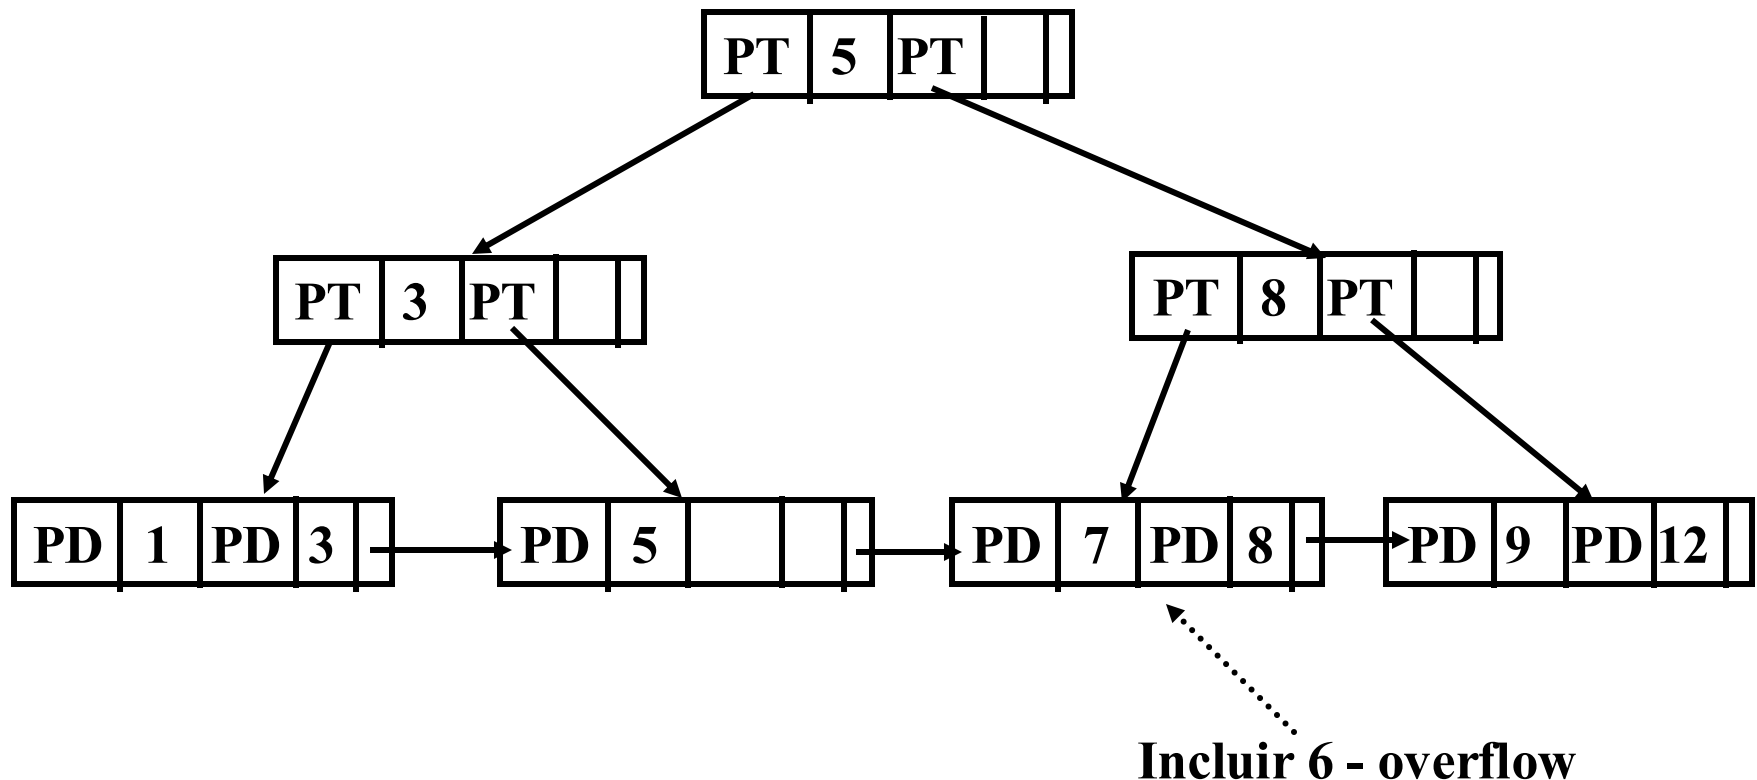 PT 5 PT
PT 3 PT
PT 8 PT
PD 1 PD 3
PD 5
PD 7 PD 8
PD 9 PD 12
Incluir 6 - overflow